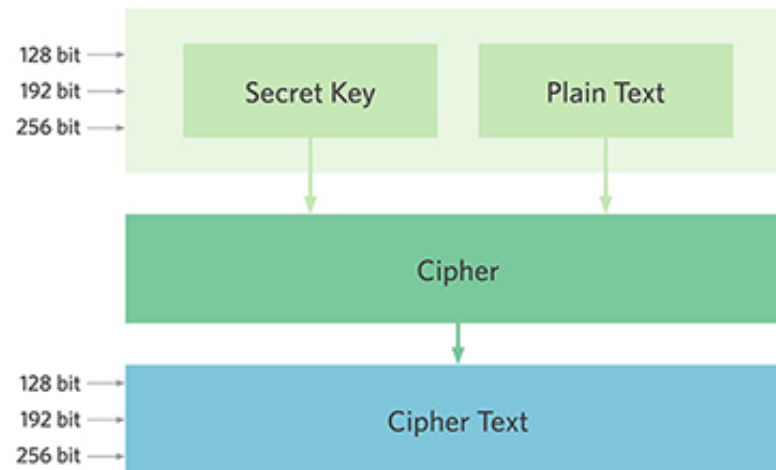 128 bit
192 bit
256 bit
Secret Key
Plain Text
Cipher
128 bit
192 bit
256 bit
Cipher Text